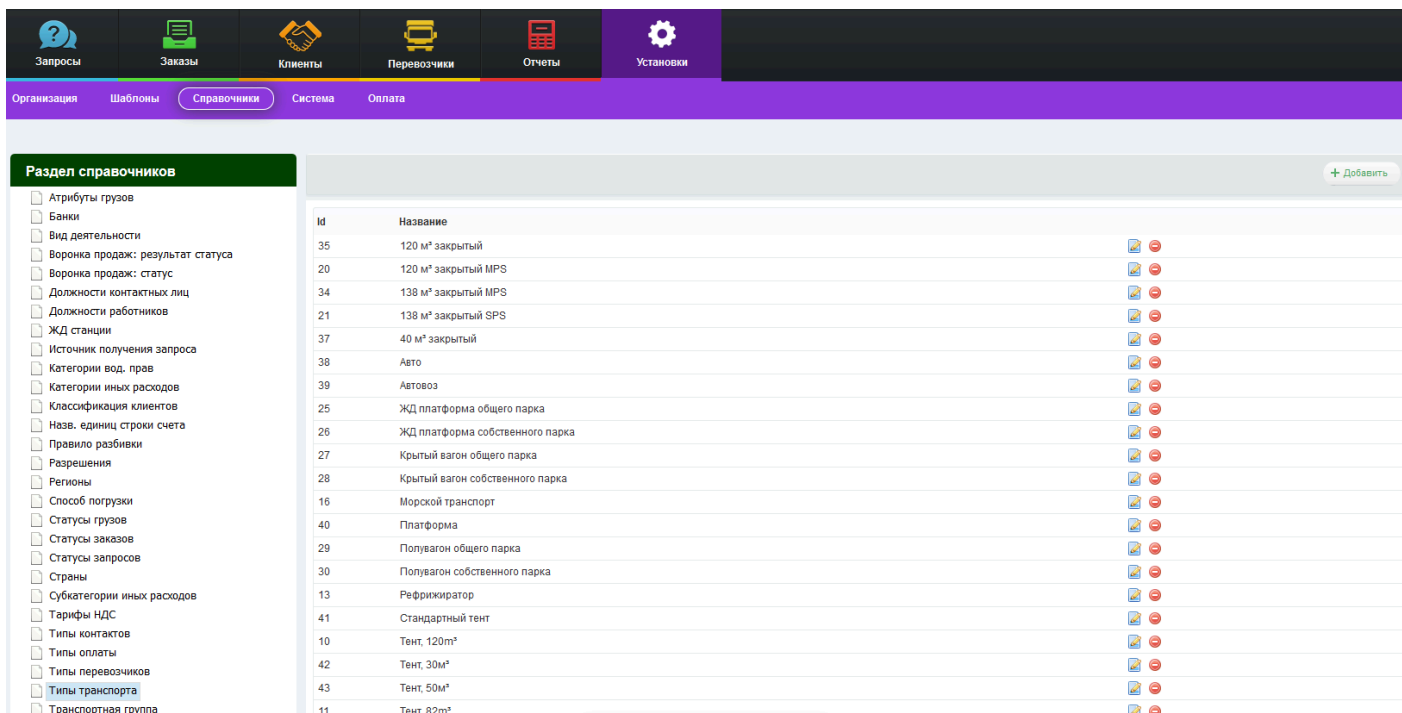 Запросы
Заказы
Клиенты
Перевозчики
Отчеты
Установки
Организация
Шаблоны
Справочники
Система
Оплата
Раздел справочников
Атрибуты грузов
Банки
Вид деятельности
Воронка продаж: результат статуса
Воронка продаж: статус
Должности контактных лиц
Должности работников
ЖД станции
Источник получения запроса
Категории вод. прав
Категории иных расходов
Классификация клиентов
Назв. единиц строки счета
Правило разбивки
Разрешения
Регионы
Способ погрузки
Статусы грузов
Статусы заказов
Статусы запросов
Страны
Субкатегории иных расходов
Тарифы НДС
Типы контактов
Типы оплаты
Типы перевозчиков
Типы транспорта
Транспортная группа
+ Добавить
Id Название
35 120 м³ закрытый
20 120 м³ закрытый MPS
34 138 м³ закрытый MPS
21 138 м³ закрытый SPS
37 40 м³ закрытый
38 Авто
39 Автовоз
25 ЖД платформа общего парка
26 ЖД платформа собственного парка
27 Крытый вагон общего парка
28 Крытый вагон собственного парка
16 Морской транспорт
40 Платформа
29 Полувагон общего парка
30 Полувагон собственного парка
13 Рефрижиратор
41 Стандартный тент
10 Тент, 120m³
42 Тент, 30м³
43 Тент, 50м³
11 Тент, 82m³